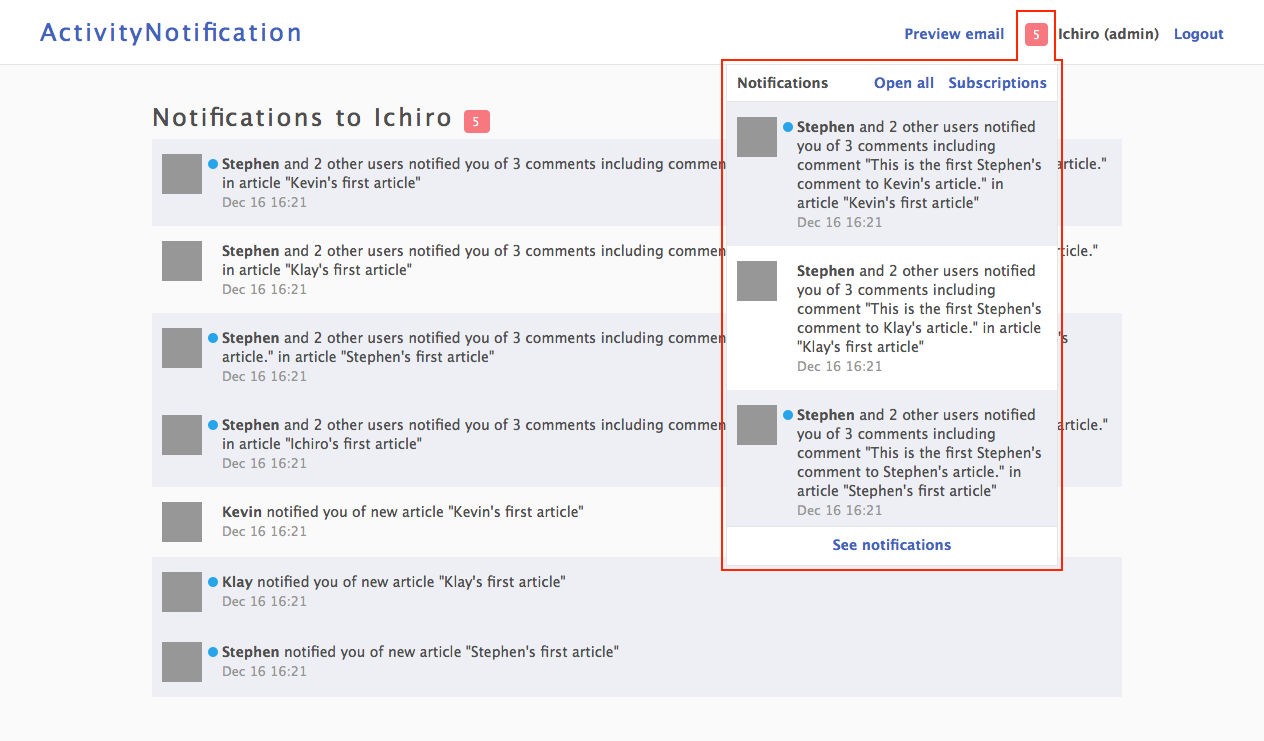 ActivityNotification
Preview email
5
Ichiro (admin)
Logout
Notifications to Ichiro 5
Stephen and 2 other users notified you of 3 comments including commen
rticle."
in article "Kevin's first article"
Dec 16 16:21
Stephen and 2 other users notified you of 3 comments including commen
ticle."
in article "Klay's first article"
Dec 16 16:21
Stephen and 2 other users notified you of 3 comments including commen
's
article." in article "Stephen's first article"
Dec 16 16:21
Stephen and 2 other users notified you of 3 comments including commen
article."
in article "Ichiro's first article"
Dec 16 16:21
Kevin notified you of new article "Kevin's first article"
Dec 16 16:21
Klay notified you of new article "Klay's first article"
Dec 16 16:21
Stephen notified you of new article "Stephen's first article"
Dec 16 16:21
Notifications
Open all
Subscriptions
Stephen and 2 other users notified
you of 3 comments including
comment "This is the first Stephen's
comment to Kevin's article." in
article "Kevin's first article"
Dec 16 16:21
Stephen and 2 other users notified
you of 3 comments including
comment "This is the first Stephen's
comment to Klay's article." in article
"Klay's first article"
Dec 16 16:21
Stephen and 2 other users notified
you of 3 comments including
comment "This is the first Stephen's
comment to Stephen's article." in
article "Stephen's first article"
Dec 16 16:21
See notifications